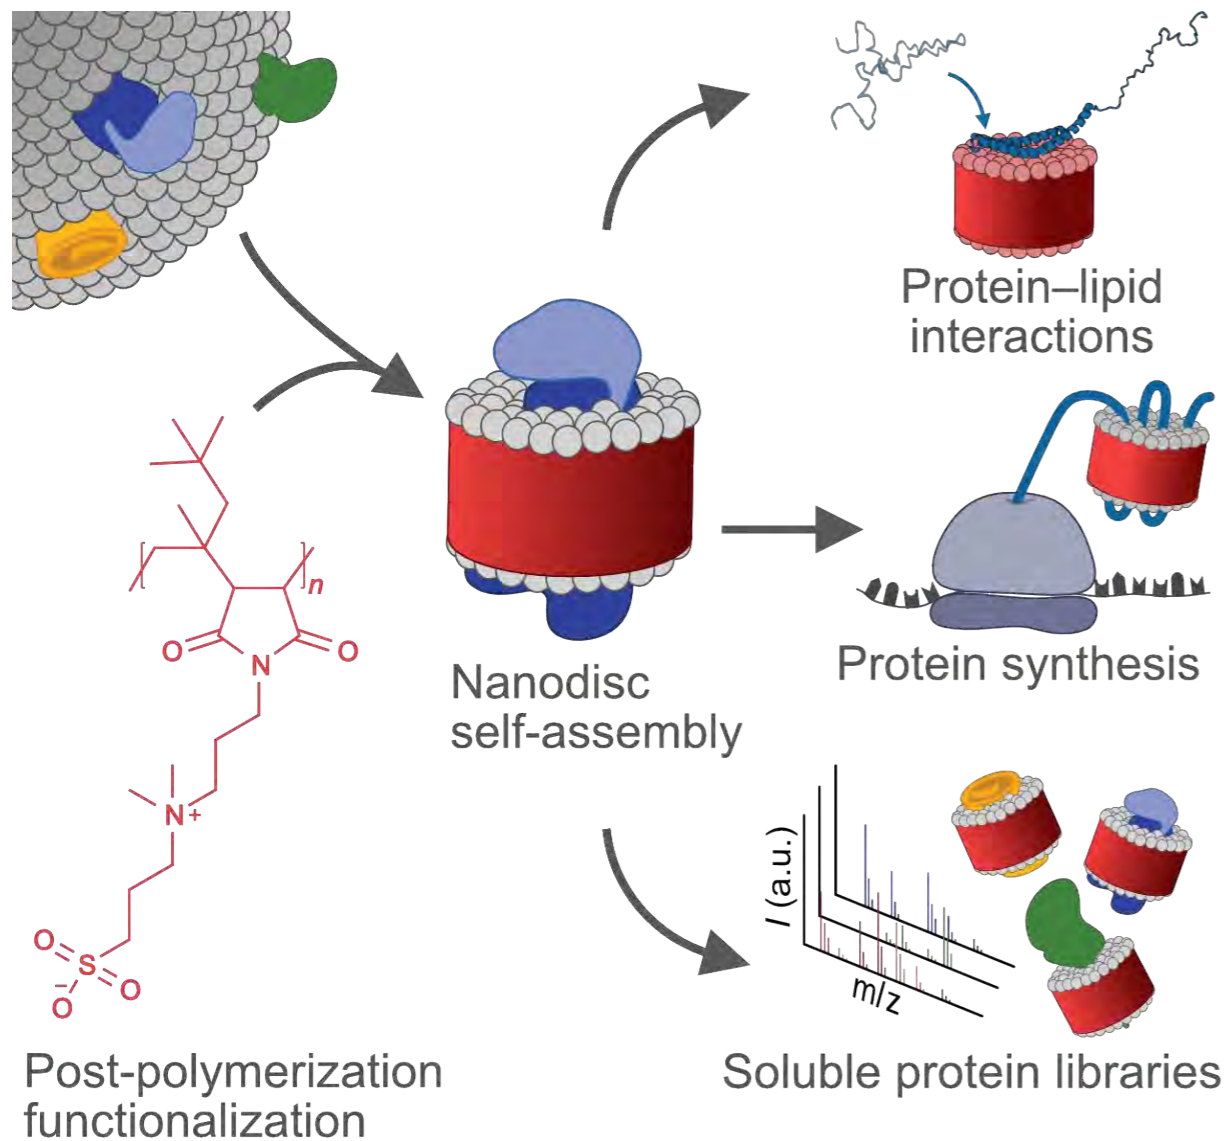 Protein–lipid
interactions
n
O
O
N
Protein synthesis
Nanodisc
self-assembly
N+
I (a.u.)
m/z
O
S
O
−
O
Post-polymerization
functionalization
Soluble protein libraries